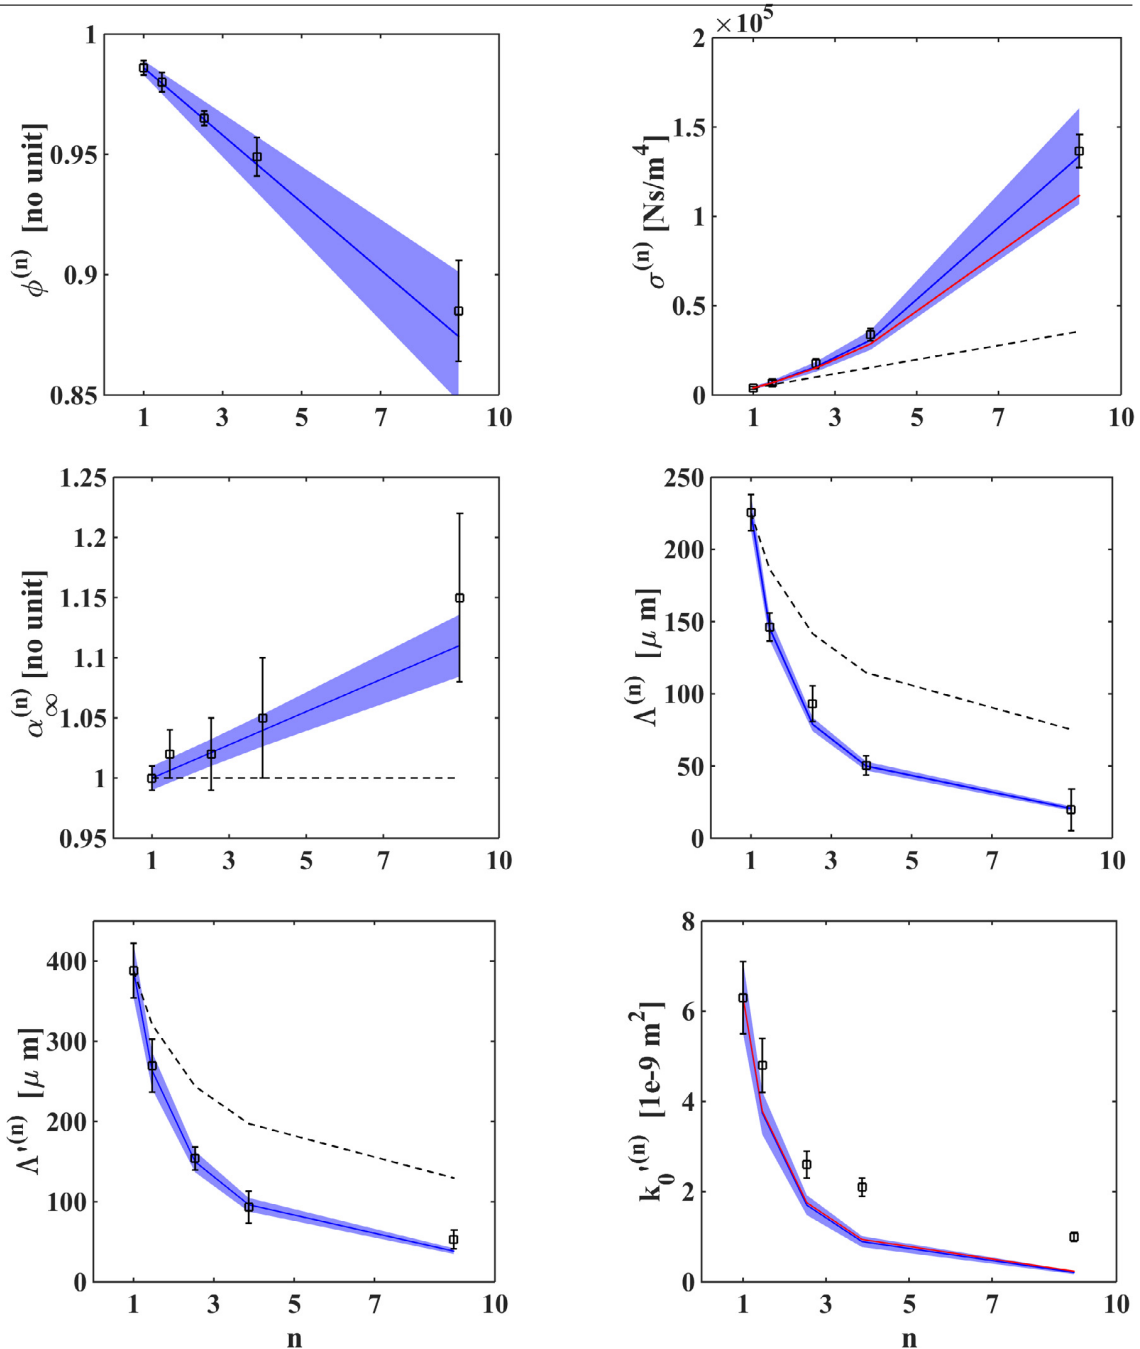 1
0.95
0.9
0.85
1 3 5 7 10
ϕ(n) [no unit]
×10^5
2
1.5
1
0.5
0
1 3 5 7 10
σ(n) [Ns/m^4]
1.25
1.2
1.15
1.1
1.05
1
0.95
1 3 5 7 10
α∞(n) [no unit]
250
200
150
100
50
0
1 3 5 7 10
Λ(n) [μ m]
400
300
200
100
0
1 3 5 7 10
n
Λ'(n) [μ m]
8
6
4
2
0
1 3 5 7 10
n
k0'(n) [1e-9 m^2]